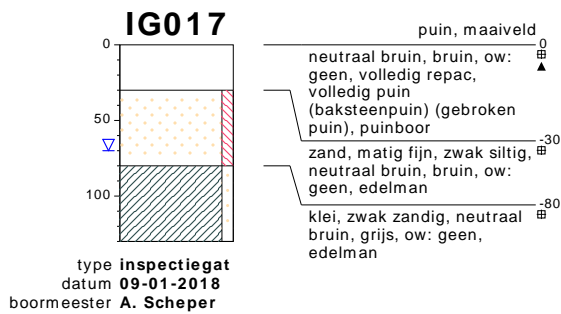 IG017
puin, maaiveld
0
0
neutraal bruin, bruin, ow:
geen, volledig repac,
volledig puin
(baksteenpuin) (gebroken
puin), puinboor
50
-30
zand, matig fijn, zwak siltig,
neutraal bruin, bruin, ow:
geen, edelman
100
-80
klei, zwak zandig, neutraal
bruin, grijs, ow: geen,
edelman
type inspectiegat
datum 09-01-2018
boormeester A. Scheper